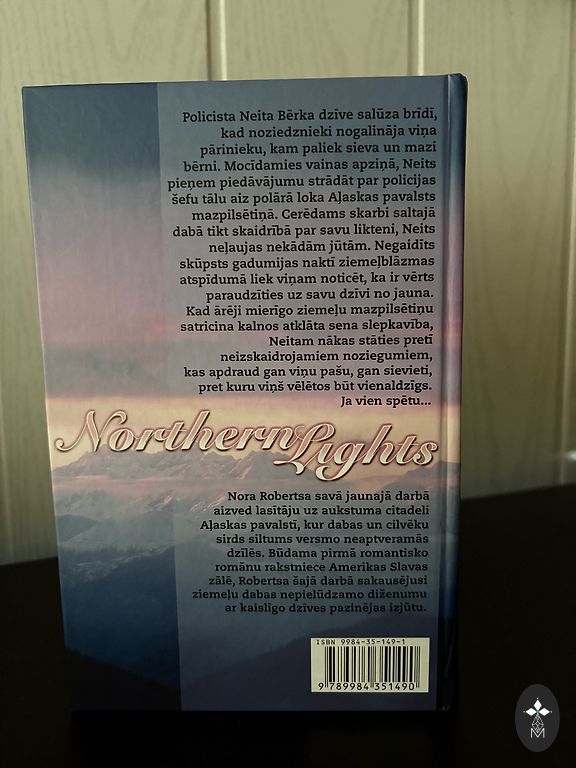 Policista Neita Bērka dzīve salūza brīdī,
kad noziedznieki nogalināja viņa
pārinieku, kam paliek sieva un mazi
bērni. Mocīdamies vainas apziņā, Neits
pieņem piedāvājumu strādāt par policijas
šefu tālu aiz polārā loka Aļaskas pavalsts
mazpilsētiņā. Cerēdams skarbi saltajā
dabā tikt skaidrībā par savu likteni, Neits
neļaujas nekādām jūtām. Negaidīts
skūpsts gadumijas naktī ziemeļblāzmas
atspīdumā liek viņam noticēt, ka ir vērts
paraudzīties uz savu dzīvi no jauna.
Kad ārēji mierīgo ziemeļu mazpilsētiņu
satricina kalnos atklāta sena slepkavība,
Neitam nākas stāties pretī
neizskaidrojamiem noziegumiem,
kas apdraud gan viņu pašu, gan sievieti,
pret kuru viņš vēlētos būt vienaldzīgs.
Ja vien spētu...
Northern Lights
Nora Robertsa savā jaunajā darbā
aizved lasītāju uz aukstuma citadeli
Aļaskas pavalstī, kur dabas un cilvēku
sirds siltums versmo neaptveramās
dzīlēs. Būdama pirmā romantisko
romānu rakstniece Amerikas Slavas
zālē, Robertsa šajā darbā sakausējusi
ziemeļu dabas nepielūdzamo diženumu
ar kaislīgo dzīves pazinējas izjūtu.
ISBN 9984-35-149-1
9 789984 351490
M